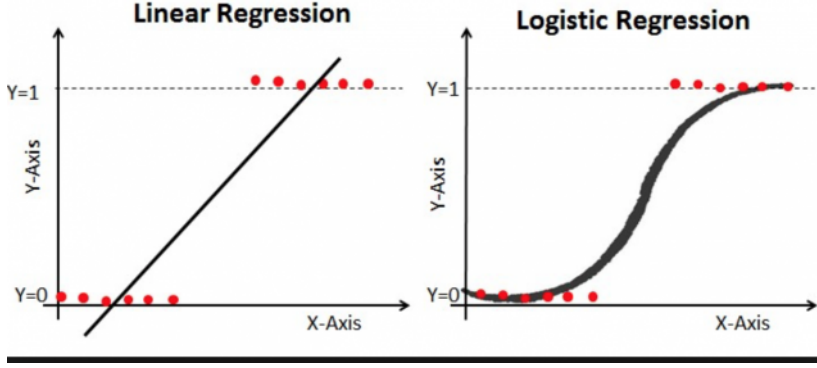 Linear Regression
Y=1
Y-Axis
Y=0
X-Axis
Logistic Regression
Y=1
Y-Axis
Y=0
X-Axis